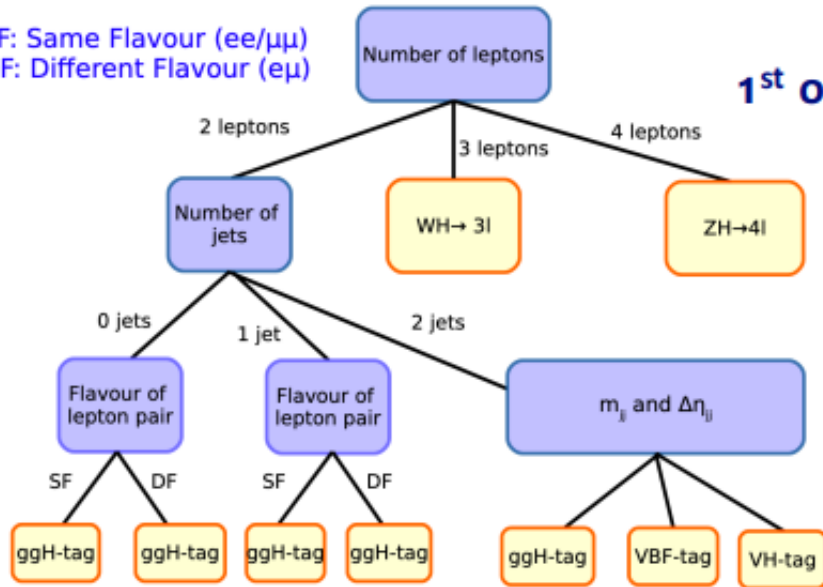 F: Same Flavour (ee/μμ)
F: Different Flavour (eμ)
Number of leptons
1st o
2 leptons
3 leptons
4 leptons
Number of
jets
WH→ 3l
ZH→4l
0 jets
1 jet
2 jets
Flavour of
lepton pair
Flavour of
lepton pair
mjj and Δηjj
SF
DF
SF
DF
ggH-tag
ggH-tag
ggH-tag
ggH-tag
ggH-tag
VBF-tag
VH-tag